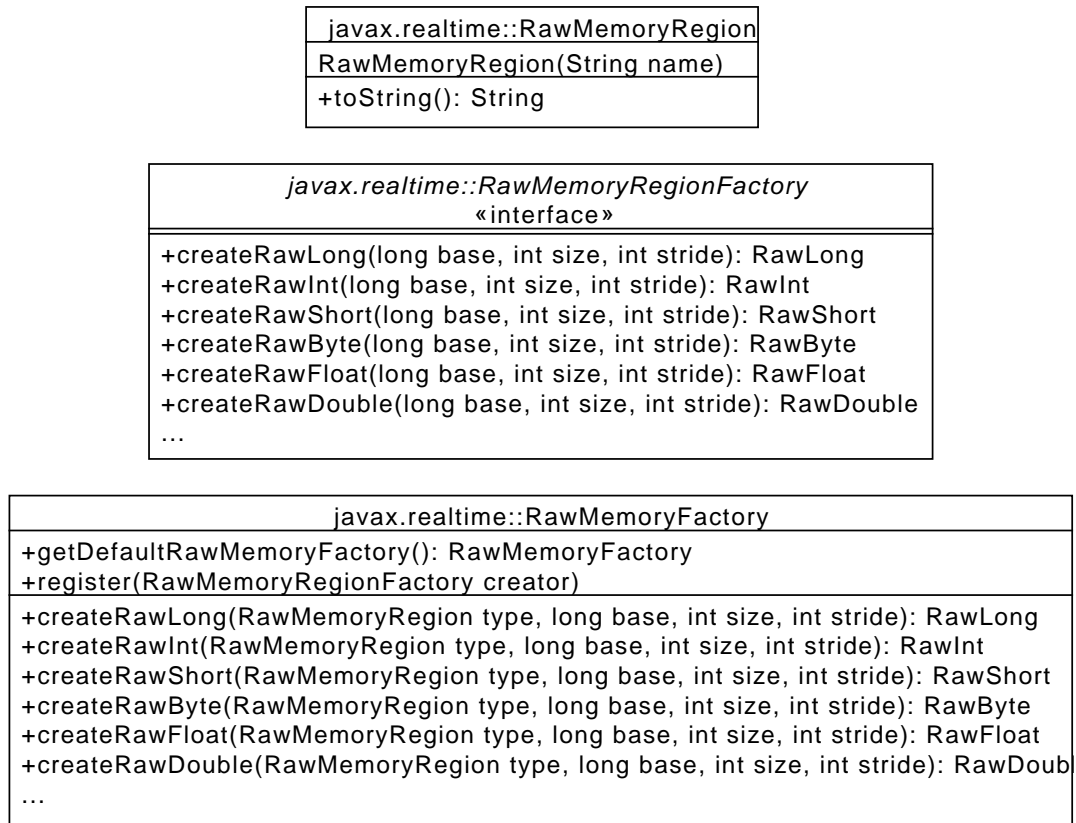 javax.realtime::RawMemoryRegion
RawMemoryRegion(String name)
+toString(): String
javax.realtime::RawMemoryRegionFactory
«interface»
+createRawLong(long base, int size, int stride): RawLong
+createRawInt(long base, int size, int stride): RawInt
+createRawShort(long base, int size, int stride): RawShort
+createRawByte(long base, int size, int stride): RawByte
+createRawFloat(long base, int size, int stride): RawFloat
+createRawDouble(long base, int size, int stride): RawDouble
...
javax.realtime::RawMemoryFactory
+getDefaultRawMemoryFactory(): RawMemoryFactory
+register(RawMemoryRegionFactory creator)
+createRawLong(RawMemoryRegion type, long base, int size, int stride): RawLong
+createRawInt(RawMemoryRegion type, long base, int size, int stride): RawInt
+createRawShort(RawMemoryRegion type, long base, int size, int stride): RawShort
+createRawByte(RawMemoryRegion type, long base, int size, int stride): RawByte
+createRawFloat(RawMemoryRegion type, long base, int size, int stride): RawFloat
+createRawDouble(RawMemoryRegion type, long base, int size, int stride): RawDoubl
...